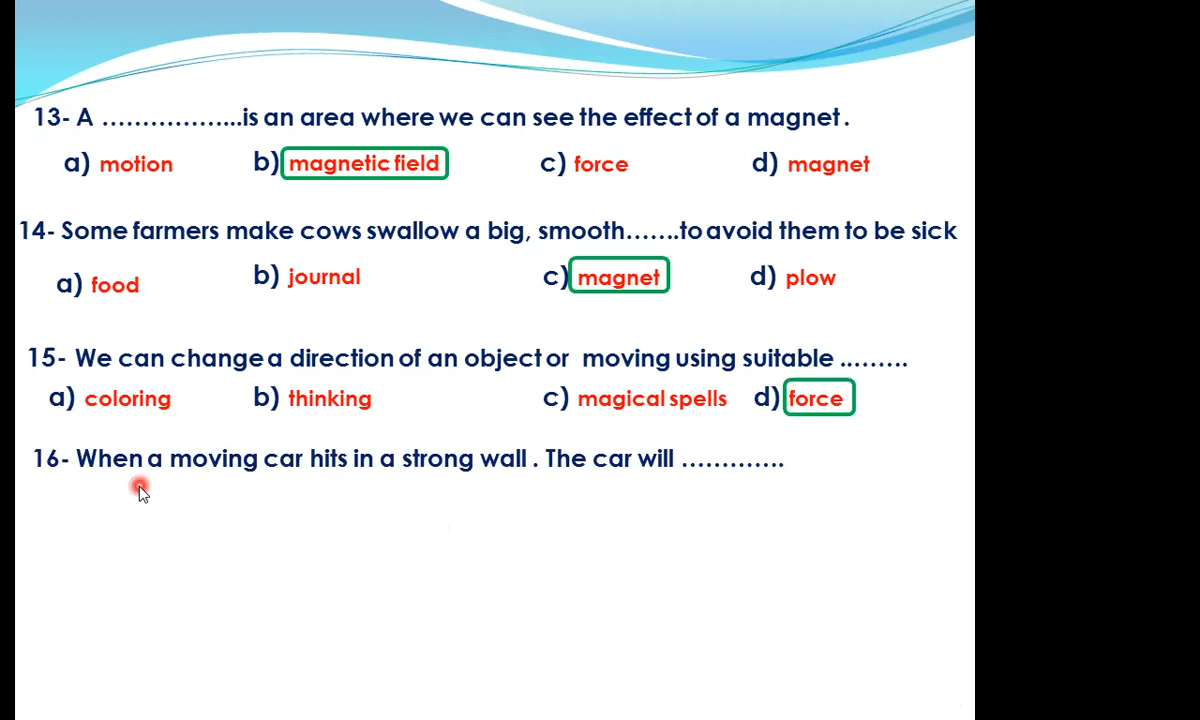 13- A ……………...is an area where we can see the effect of a magnet.
a) motion b) magnetic field c) force d) magnet
14- Some farmers make cows swallow a big, smooth…….to avoid them to be sick
a) food b) journal c) magnet d) plow
15- We can change a direction of an object or moving using suitable ...…….
a) coloring b) thinking c) magical spells d) force
16- When a moving car hits in a strong wall . The car will ………….